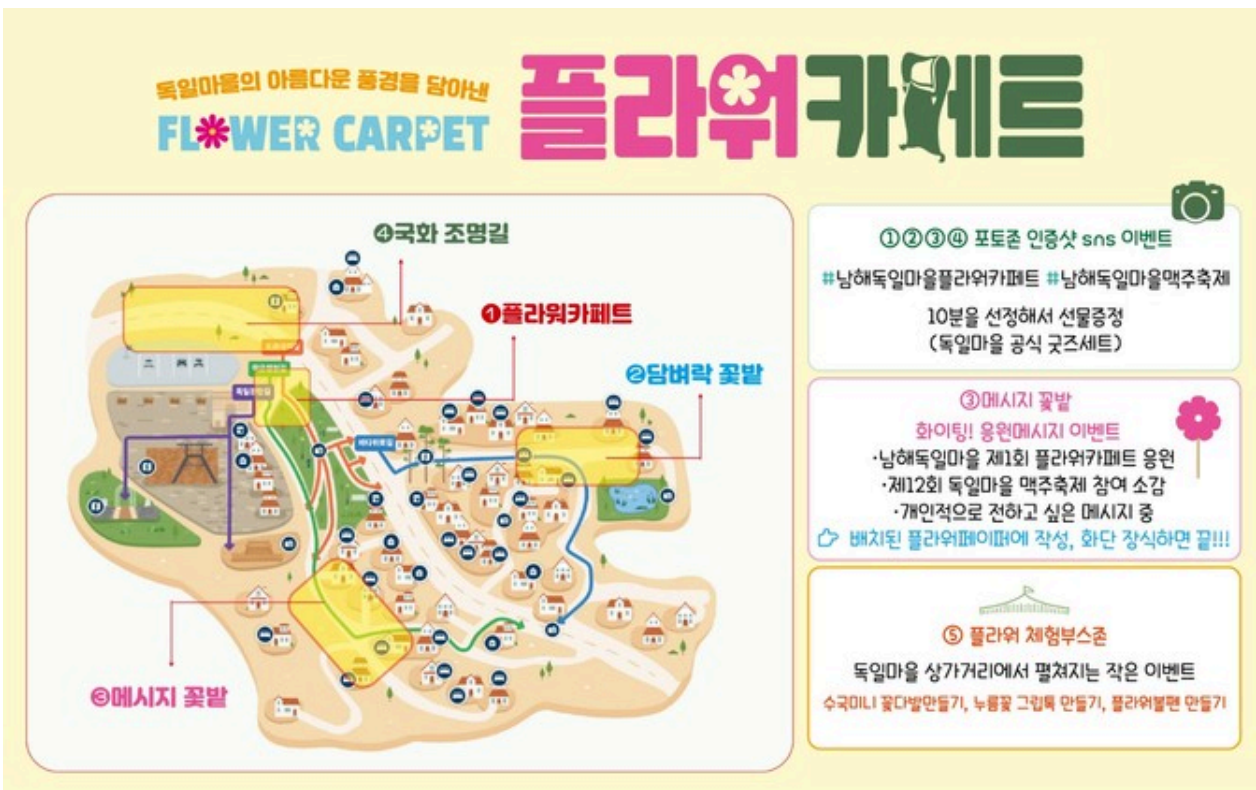 독일마을의 아름다운 풍경을 담아낸
FLOWER CARPET
플라워카페트
❹국화 조명길
❶플라워카페트
❷담벼락 꽃밭
❸메시지 꽃밭
①②③④ 포토존 인증샷 sns 이벤트
#남해독일마을플라워카페트 #남해독일마을맥주축제
10분을 선정해서 선물증정
(독일마을 공식 굿즈세트)
③메시지 꽃밭
화이팅! 응원메시지 이벤트
·남해독일마을 제1회 플라워카페트 응원
·제12회 독일마을 맥주축제 참여 소감
·개인적으로 전하고 싶은 메시지 중
배치된 플라워페이퍼에 작성, 화단 장식하면 끝!!!
⑤ 플라워 체험부스존
독일마을 상가거리에서 펼쳐지는 작은 이벤트
수국미니 꽃다발만들기, 누름꽃 그립톡 만들기, 플라워볼펜 만들기